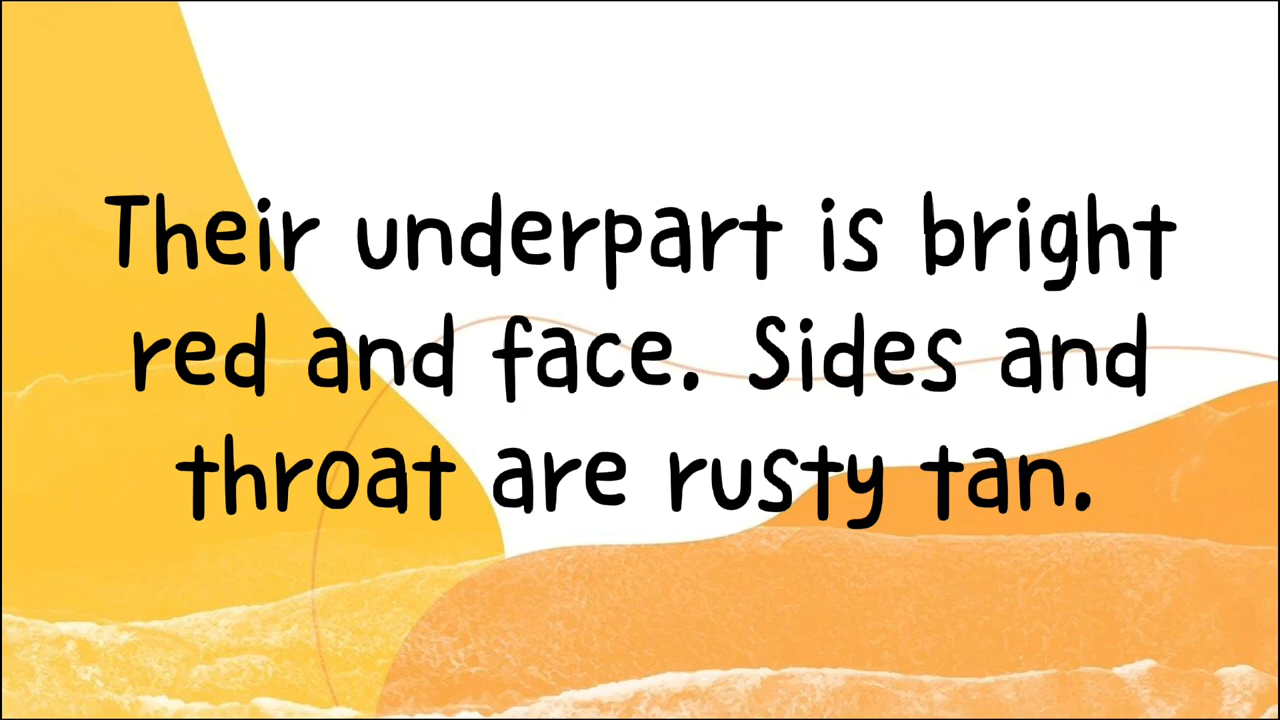 Their underpart is bright
red and face. Sides and
throat are rusty tan.